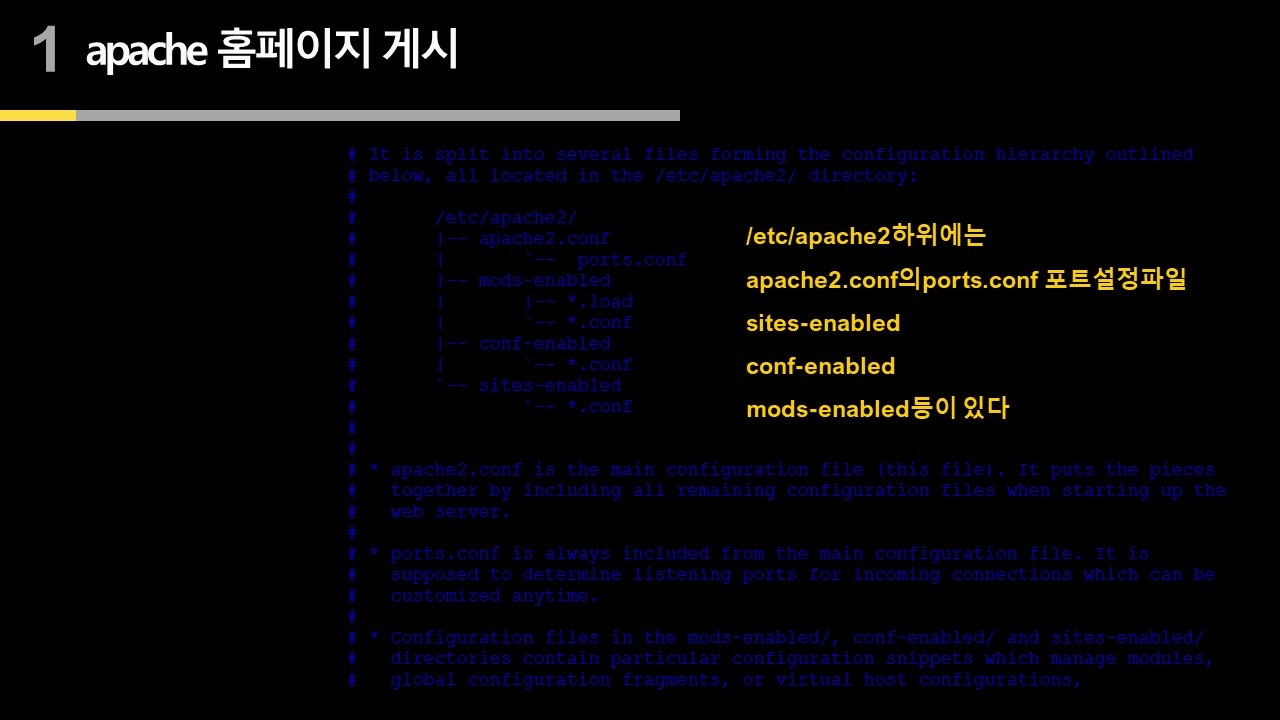 1 apache 홈페이지 게시
# It is split into several files forming the configuration hierarchy outlined
# below, all located in the /etc/apache2/ directory:
#
#       /etc/apache2/
#       |-- apache2.conf
#       |       `--  ports.conf
#       |-- mods-enabled
#       |       |-- *.load
#       |       `-- *.conf
#       |-- conf-enabled
#       |       `-- *.conf
#       `-- sites-enabled
#               `-- *.conf
#
#
# * apache2.conf is the main configuration file (this file). It puts the pieces
#   together by including all remaining configuration files when starting up the
#   web server.
#
# * ports.conf is always included from the main configuration file. It is
#   supposed to determine listening ports for incoming connections which can be
#   customized anytime.
#
# * Configuration files in the mods-enabled/, conf-enabled/ and sites-enabled/
#   directories contain particular configuration snippets which manage modules,
#   global configuration fragments, or virtual host configurations,
/etc/apache2하위에는
apache2.conf의ports.conf 포트설정파일
sites-enabled
conf-enabled
mods-enabled등이 있다